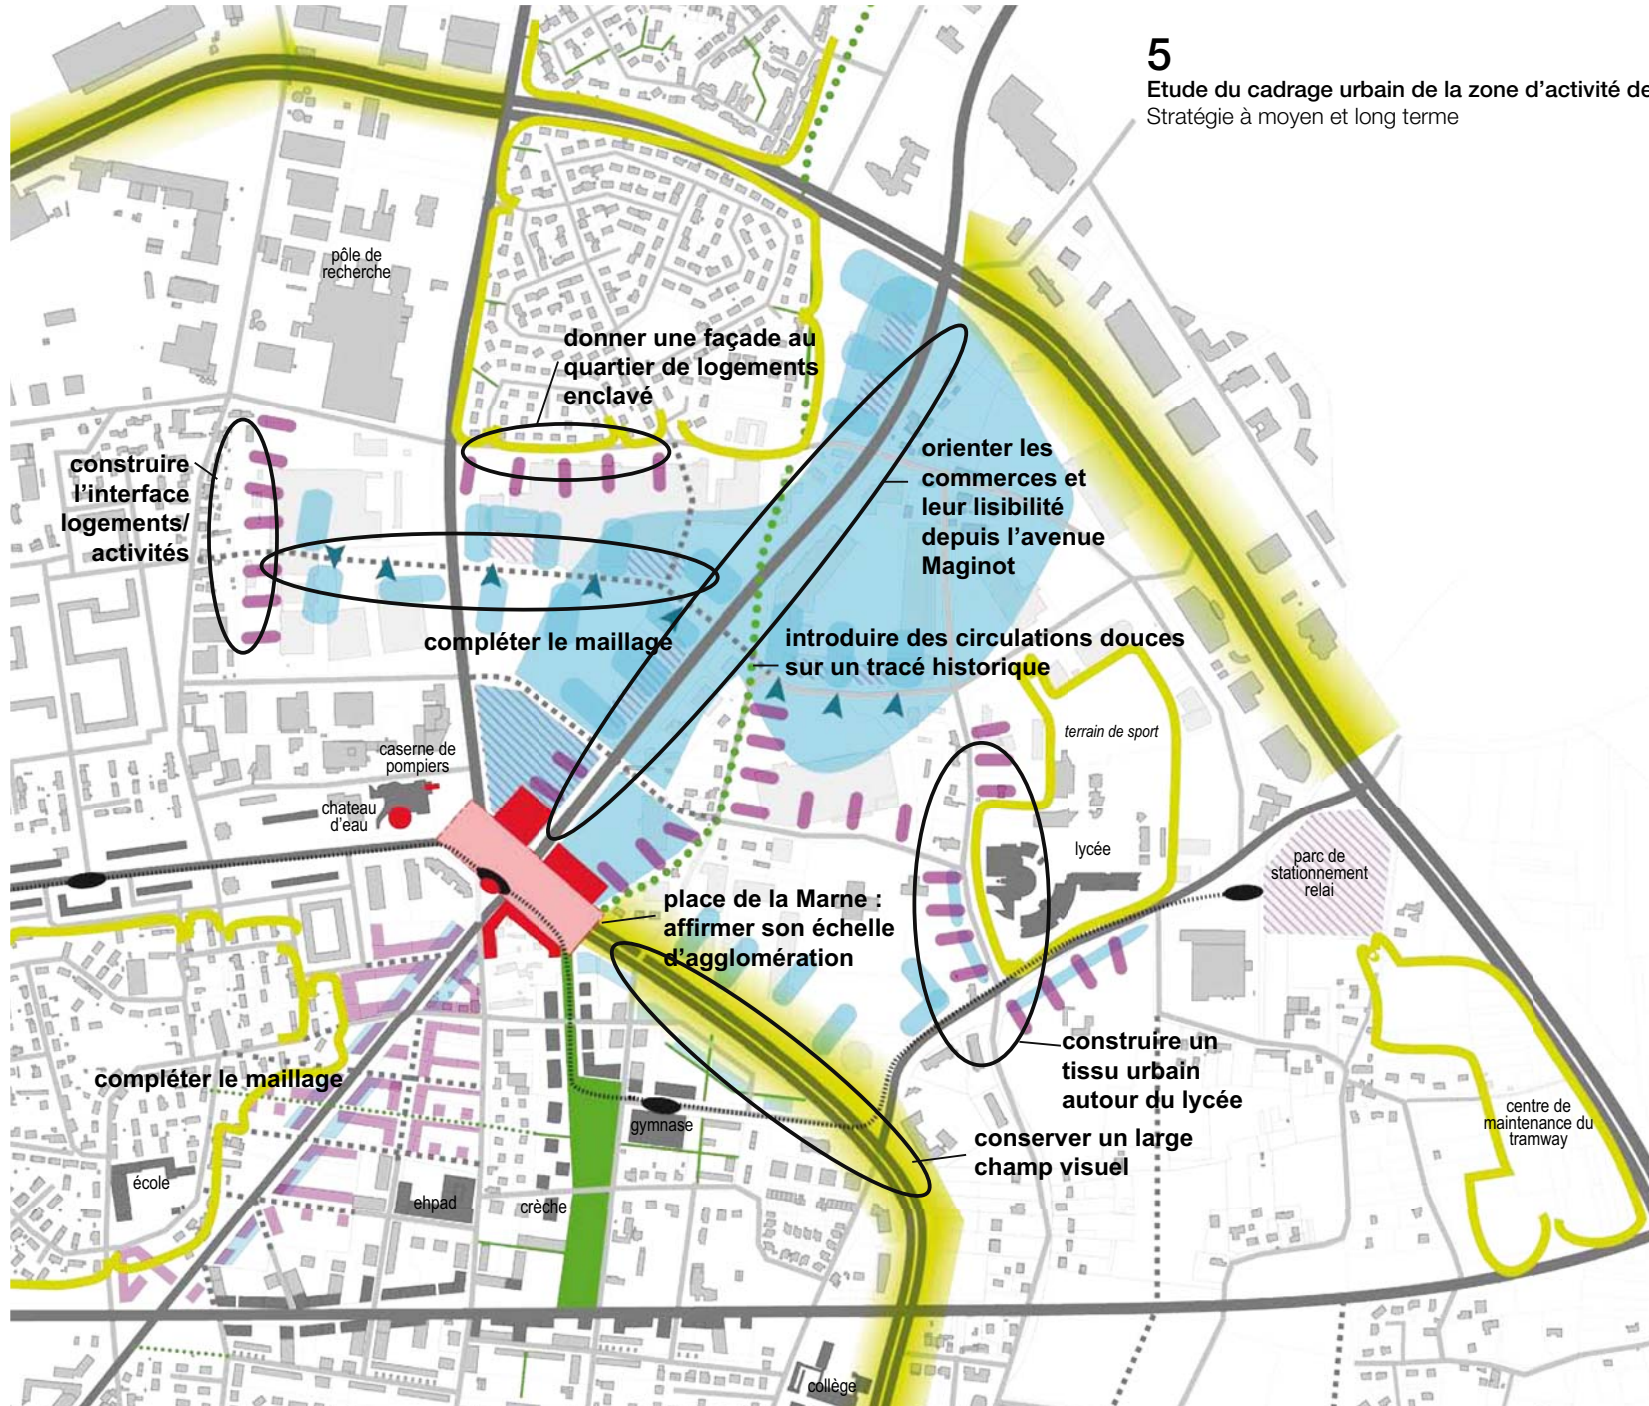 5
Etude du cadrage urbain de la zone d'activité de
Stratégie à moyen et long terme
pôle de
recherche
donner une façade au
quartier de logements
enclavé
construire
l'interface
logements/
activités
orienter les
commerces et
leur lisibilité
depuis l'avenue
Maginot
compléter le maillage
introduire des circulations douces
sur un tracé historique
terrain de sport
caserne de
pompiers
chateau
d'eau
lycée
parc de
stationnement
relai
place de la Marne :
affirmer son échelle
d'agglomération
construire un
tissu urbain
autour du lycée
compléter le maillage
centre de
maintenance du
tramway
gymnase
conserver un large
champ visuel
école
ehpad
crèche
collège